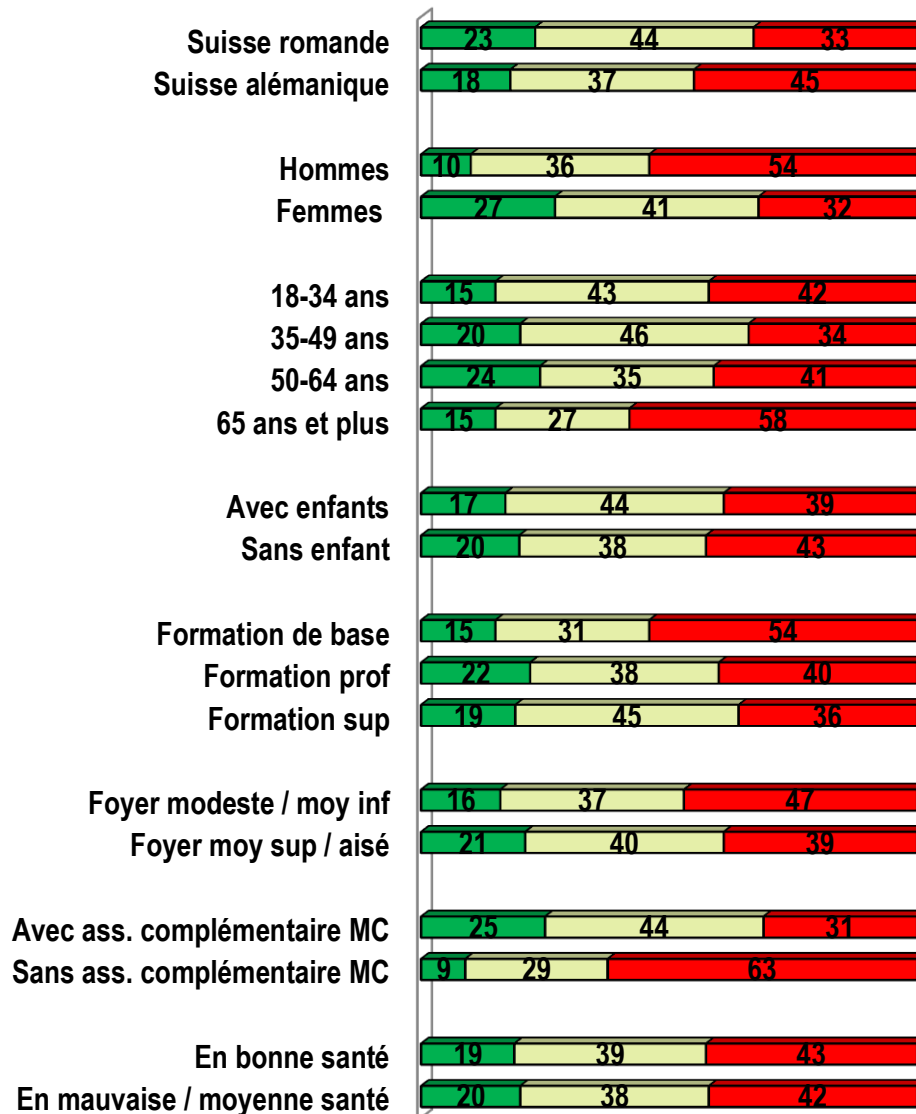 Suisse romande 23 44 33
Suisse alémanique 18 37 45
Hommes 10 36 54
Femmes 27 41 32
18-34 ans 15 43 42
35-49 ans 20 46 34
50-64 ans 24 35 41
65 ans et plus 15 27 58
Avec enfants 17 44 39
Sans enfant 20 38 43
Formation de base 15 31 54
Formation prof 22 38 40
Formation sup 19 45 36
Foyer modeste / moy inf 16 37 47
Foyer moy sup / aisé 21 40 39
Avec ass. complémentaire MC 25 44 31
Sans ass. complémentaire MC 9 29 63
En bonne santé 19 39 43
En mauvaise / moyenne santé 20 38 42